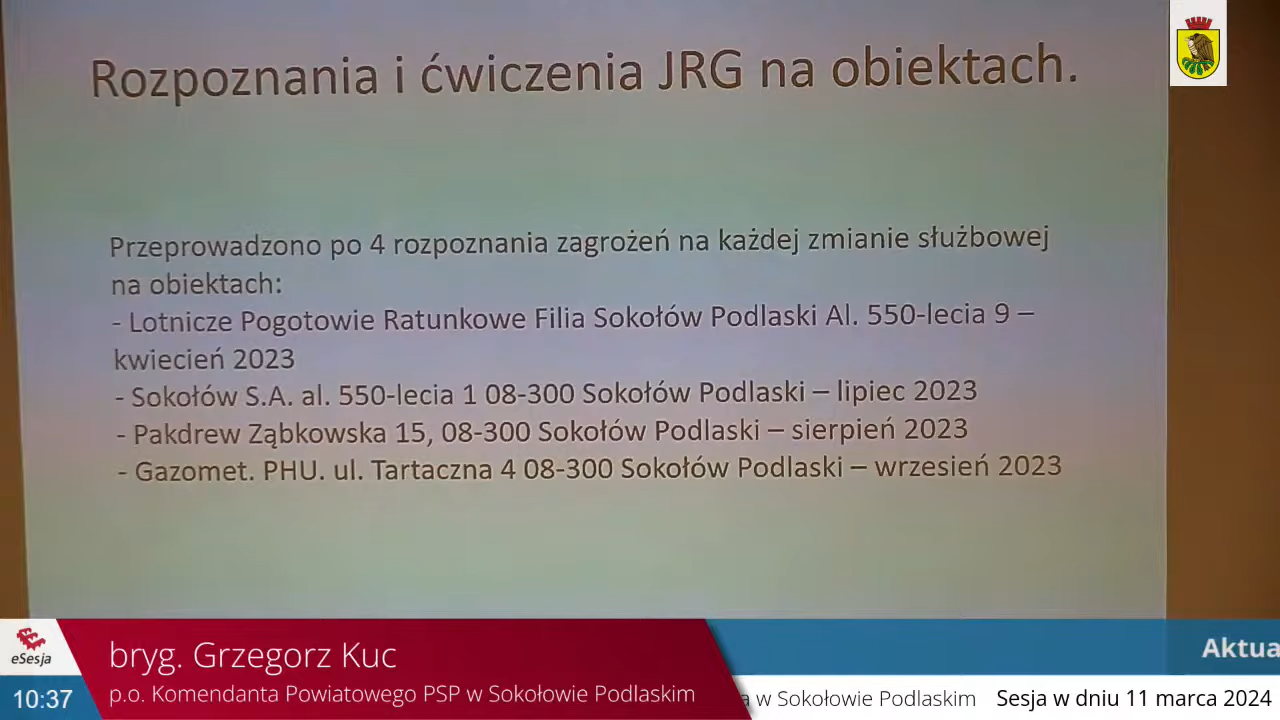 Rozpoznania i ćwiczenia JRG na obiektach.
Przeprowadzono po 4 rozpoznania zagrożeń na każdej zmianie służbowej
na obiektach:
- Lotnicze Pogotowie Ratunkowe Filia Sokołów Podlaski Al. 550-lecia 9 –
kwiecień 2023
- Sokołów S.A. al. 550-lecia 1 08-300 Sokołów Podlaski – lipiec 2023
- Pakdrew Ząbkowska 15, 08-300 Sokołów Podlaski – sierpień 2023
- Gazomet. PHU. ul. Tartaczna 4 08-300 Sokołów Podlaski – wrzesień 2023
eSesja
bryg. Grzegorz Kuc
Aktua
10:37
p.o. Komendanta Powiatowego PSP w Sokołowie Podlaskim
a w Sokołowie Podlaskim
Sesja w dniu 11 marca 2024